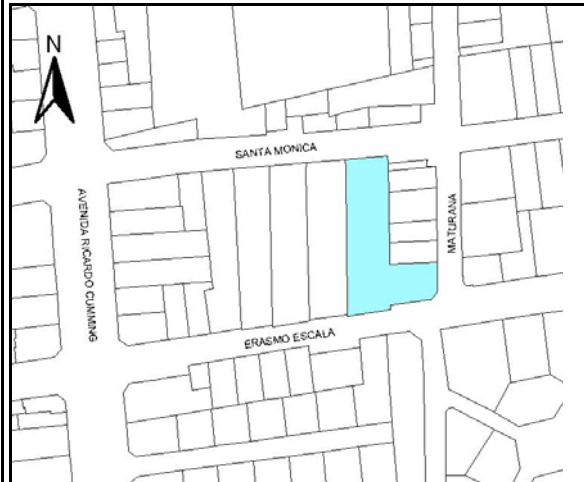 N
SANTA MONICA
AVENIDA RICARDO CUMMING
MATURANA
ERASMO ESCALA